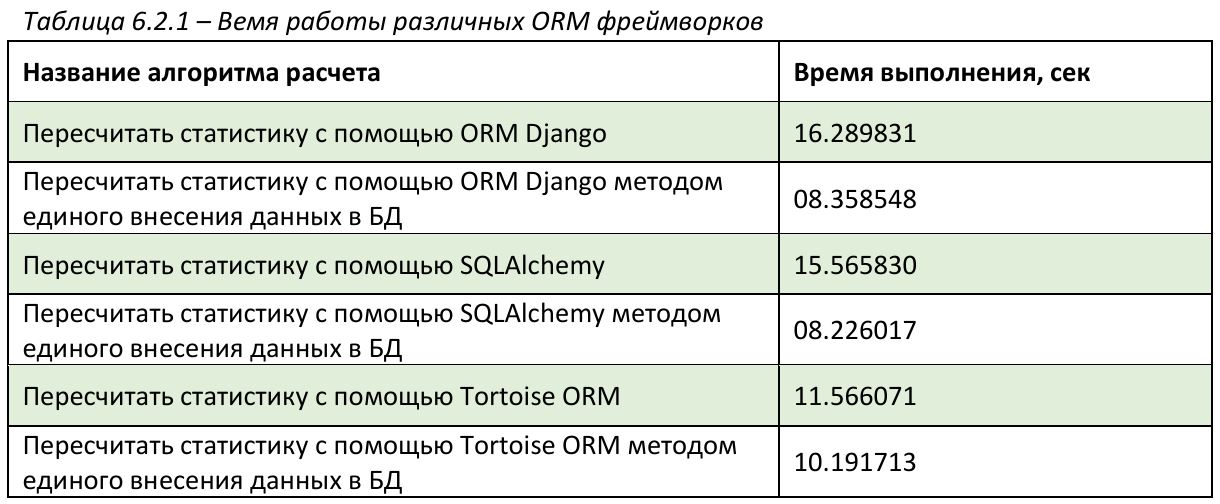 Таблица 6.2.1 – Вемя работы различных ORM фреймворков
Название алгоритма расчета
Время выполнения, сек
Пересчитать статистику с помощью ORM Django
16.289831
Пересчитать статистику с помощью ORM Django методом
единого внесения данных в БД
08.358548
Пересчитать статистику с помощью SQLAlchemy
15.565830
Пересчитать статистику с помощью SQLAlchemy методом
единого внесения данных в БД
08.226017
Пересчитать статистику с помощью Tortoise ORM
11.566071
Пересчитать статистику с помощью Tortoise ORM методом
единого внесения данных в БД
10.191713